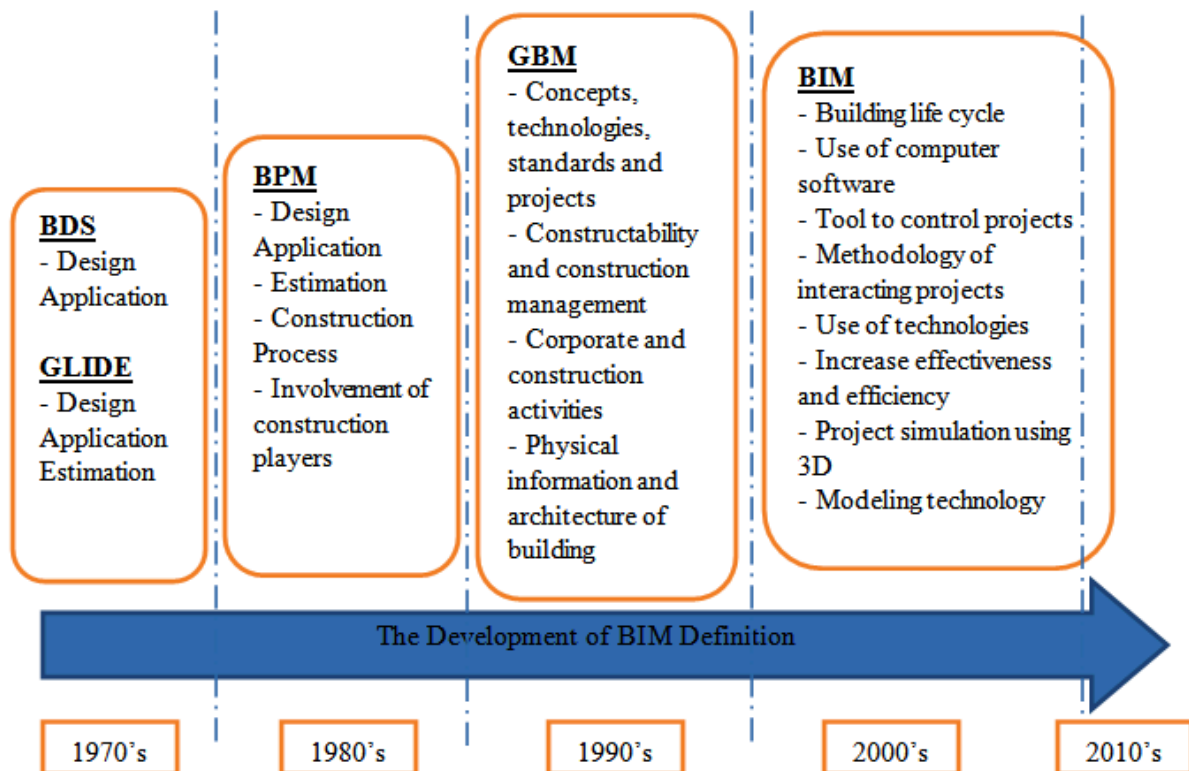 BDS
- Design
Application
GLIDE
- Design
Application
Estimation
BPM
- Design
Application
- Estimation
- Construction
Process
- Involvement of
construction
players
GBM
- Concepts,
technologies,
standards and
projects
- Constructability
and construction
management
- Corporate and
construction
activities
- Physical
information and
architecture of
building
BIM
- Building life cycle
- Use of computer
software
- Tool to control projects
- Methodology of
interacting projects
- Use of technologies
- Increase effectiveness
and efficiency
- Project simulation using
3D
- Modeling technology
The Development of BIM Definition
1970's
1980's
1990's
2000's
2010's